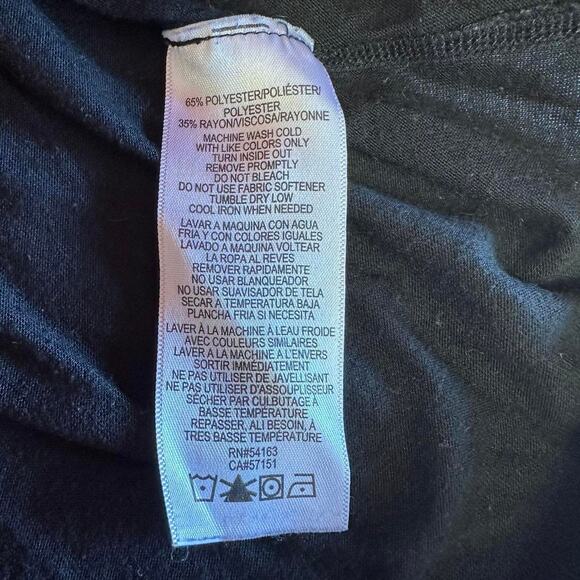 65% POLYESTER/POLIÉSTER/
POLYESTER
35% RAYON/VISCOSA/RAYONNE
MACHINE WASH COLD
WITH LIKE COLORS ONLY
TURN INSIDE OUT
REMOVE PROMPTLY
DO NOT BLEACH
DO NOT USE FABRIC SOFTENER
TUMBLE DRY LOW
COOL IRON WHEN NEEDED
LAVAR A MAQUINA CON AGUA
FRIA Y CON COLORES IGUALES
LAVADO A MAQUINA VOLTEAR
LA ROPA AL REVES
REMOVER RAPIDAMENTE
NO USAR BLANQUEADOR
NO USAR SUAVISADOR DE TELA
SECAR A TEMPERATURA BAJA
PLANCHA FRIA SI NECESITA
LAVER À LA MACHINE À LEAU FROIDE
AVEC COULEURS SIMILAIRES
LAVER A LA MACHINE À L'ENVERS
SORTIR IMMÉDIATEMENT
NE PAS UTILISER DE JAVELLISANT
NE PAS UTILISER D'ASSOUPLISSEUR
SÉCHER PAR CULBUTAGE À
BASSE TEMPÉRATURE
REPASSER, ALI BESOIN, À
TRES BASSE TEMPÉRATURE
RN#54163
CA#57151